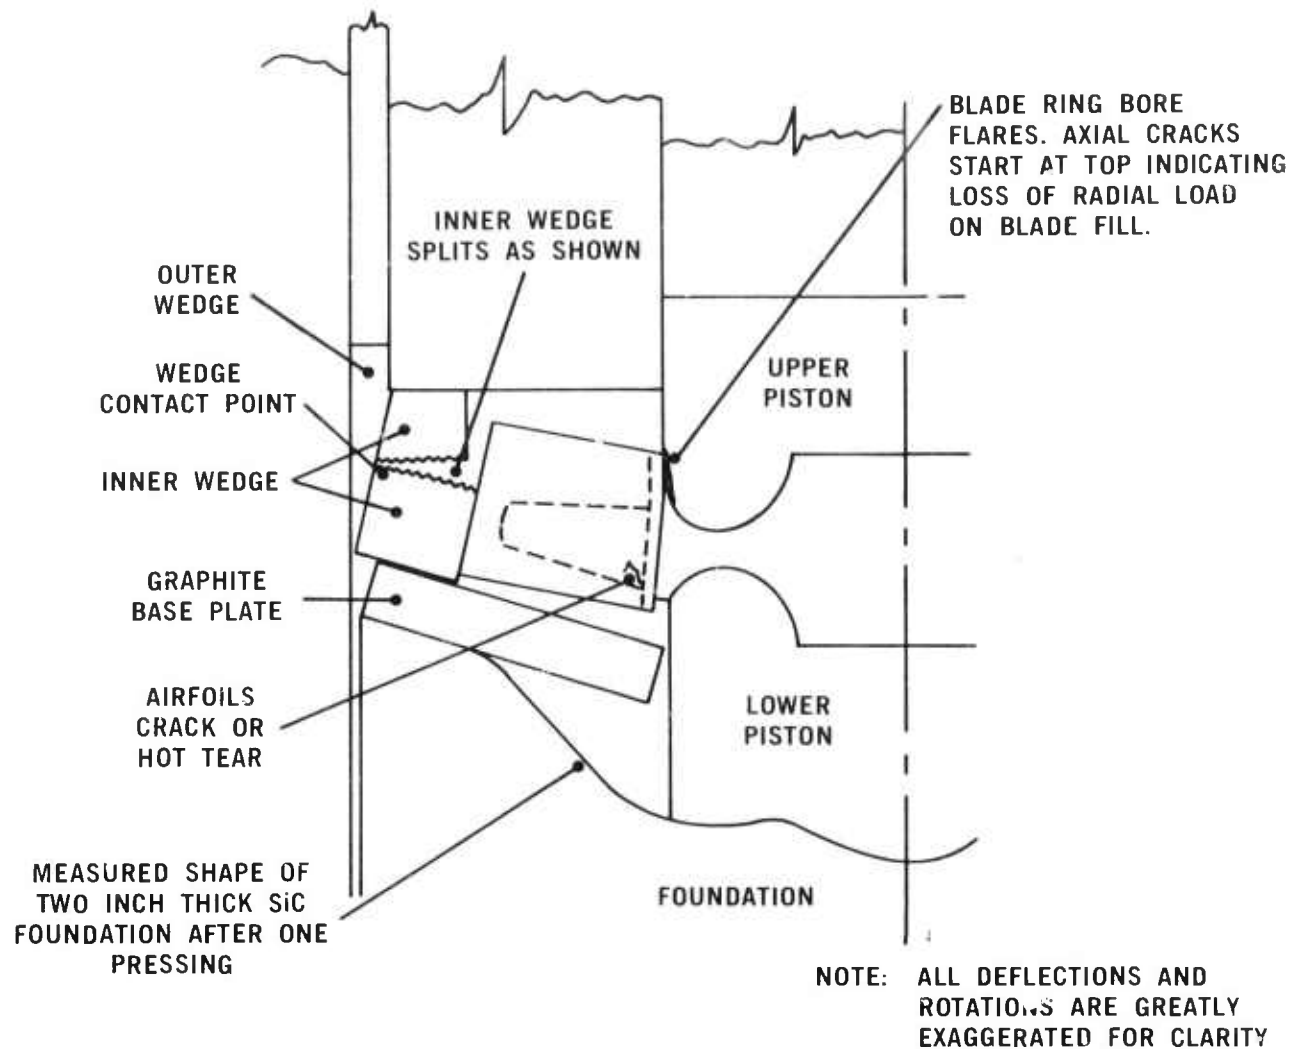 BLADE RING BORE
FLARES. AXIAL CRACKS
START AT TOP INDICATING
LOSS OF RADIAL LOAD
ON BLADE FILL.
INNER WEDGE
SPLITS AS SHOWN
OUTER
WEDGE
WEDGE
CONTACT POINT
INNER WEDGE
GRAPHITE
BASE PLATE
AIRFOILS
CRACK OR
HOT TEAR
UPPER
PISTON
LOWER
PISTON
MEASURED SHAPE OF
TWO INCH THICK SiC
FOUNDATION AFTER ONE
PRESSING
FOUNDATION
NOTE: ALL DEFLECTIONS AND
ROTATIONS ARE GREATLY
EXAGGERATED FOR CLARITY